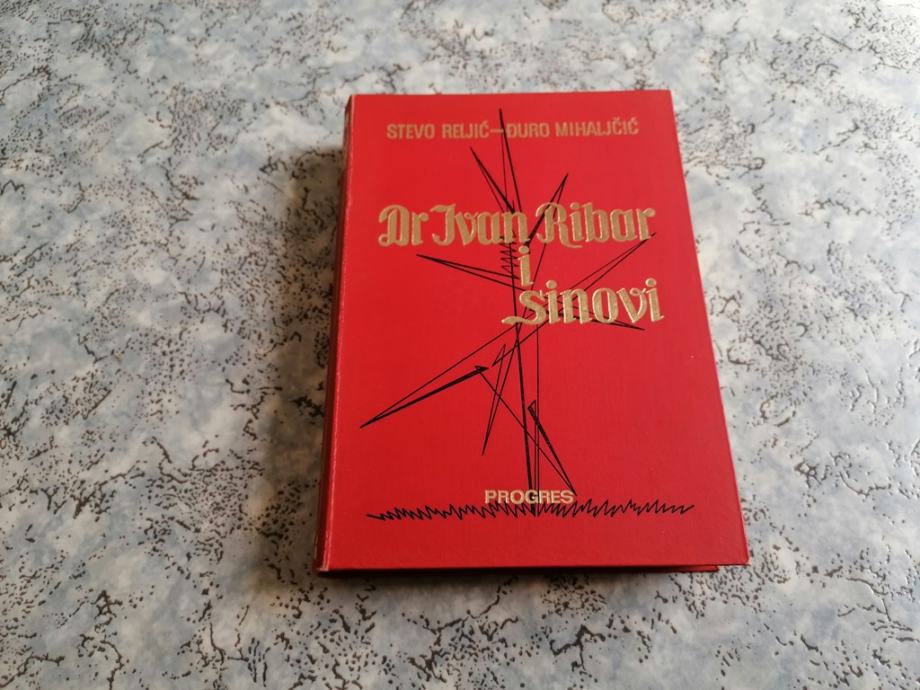 STEVO RELJIĆ—ĐURO MIHALJČIĆ
Dr Ivan Ribar
i
sinovi
PROGRES